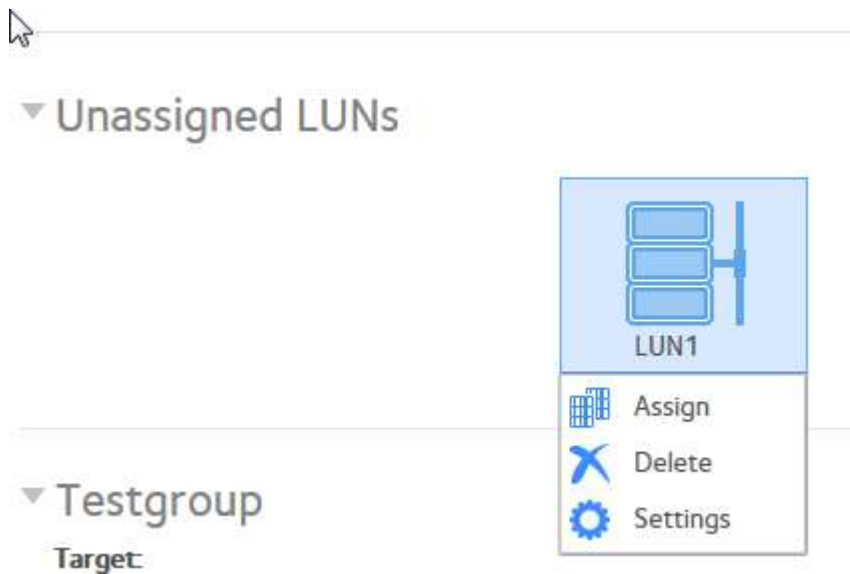 Unassigned LUNs
LUN1
Assign
Delete
Settings
Testgroup
Target: